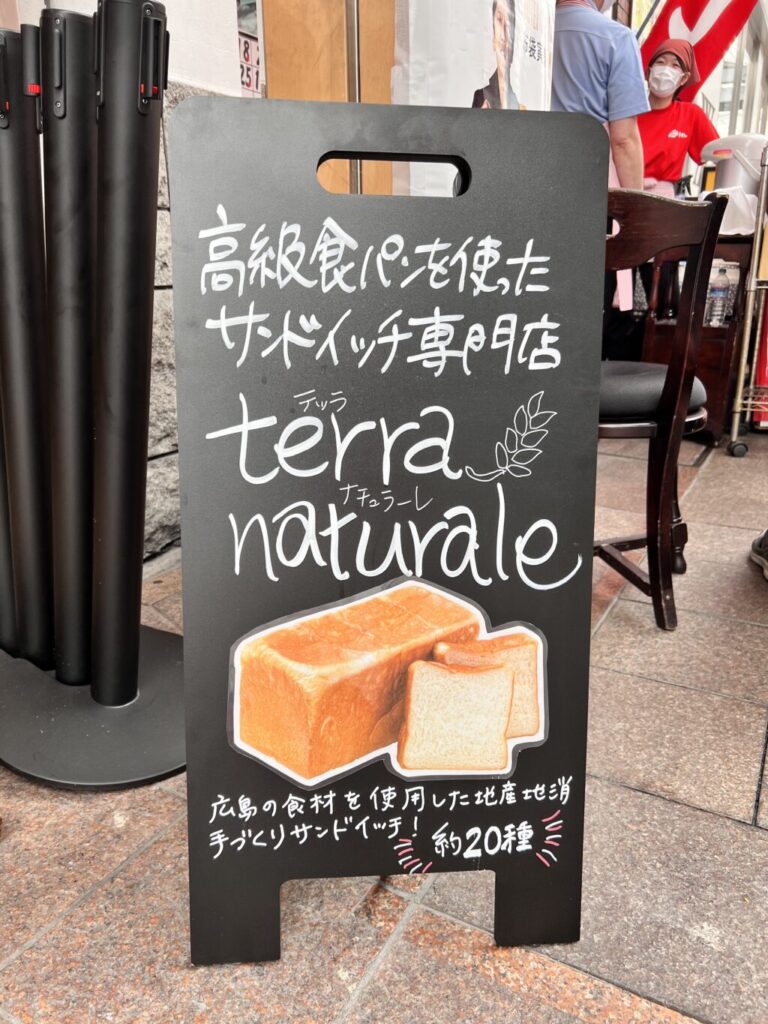 高級食パンを使った
サンドイッチ専門店
テッラ
terra
ナチュラーレ
naturale
広島の食材を使用した地産地消
手づくりサンドイッチ!
約20種